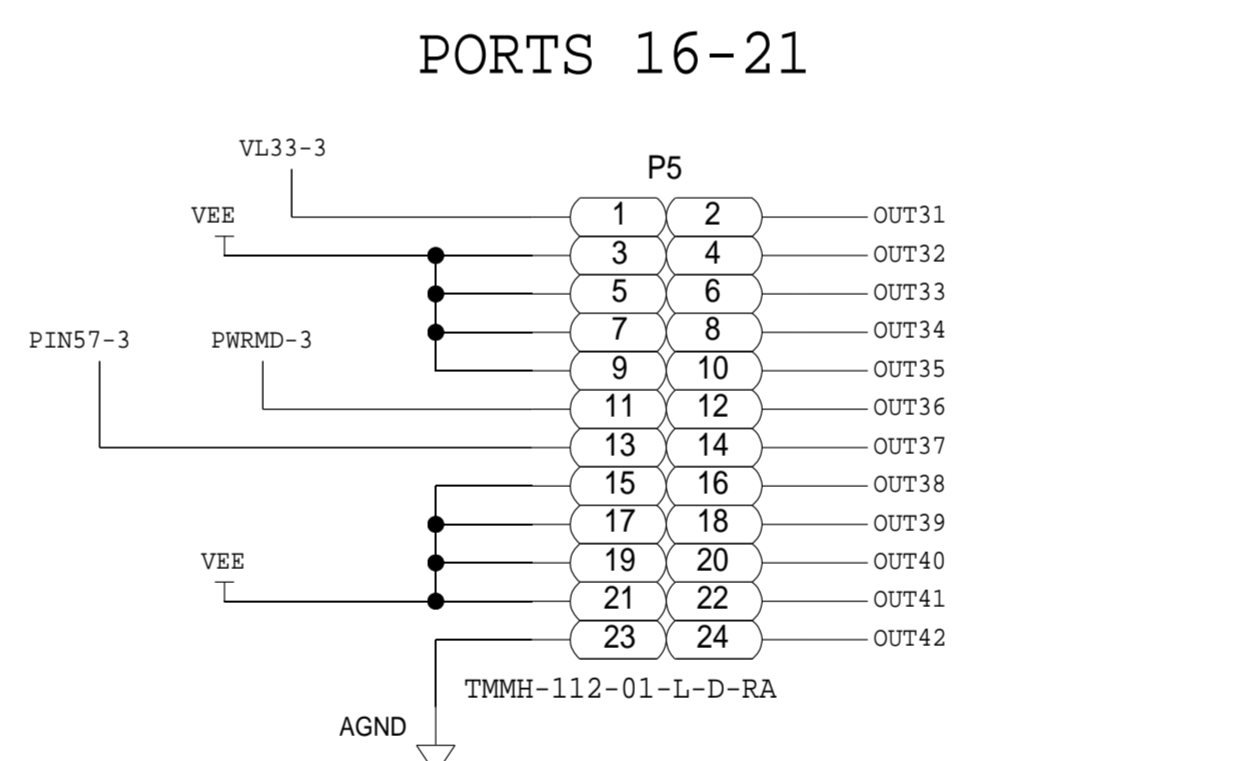 PORTS 16-21
VL33-3
P5
VEE
1 2 OUT31
3 4 OUT32
5 6 OUT33
PIN57-3 PWRMD-3
7 8 OUT34
9 10 OUT35
11 12 OUT36
13 14 OUT37
15 16 OUT38
17 18 OUT39
VEE
19 20 OUT40
21 22 OUT41
23 24 OUT42
TMMH-112-01-L-D-RA
AGND